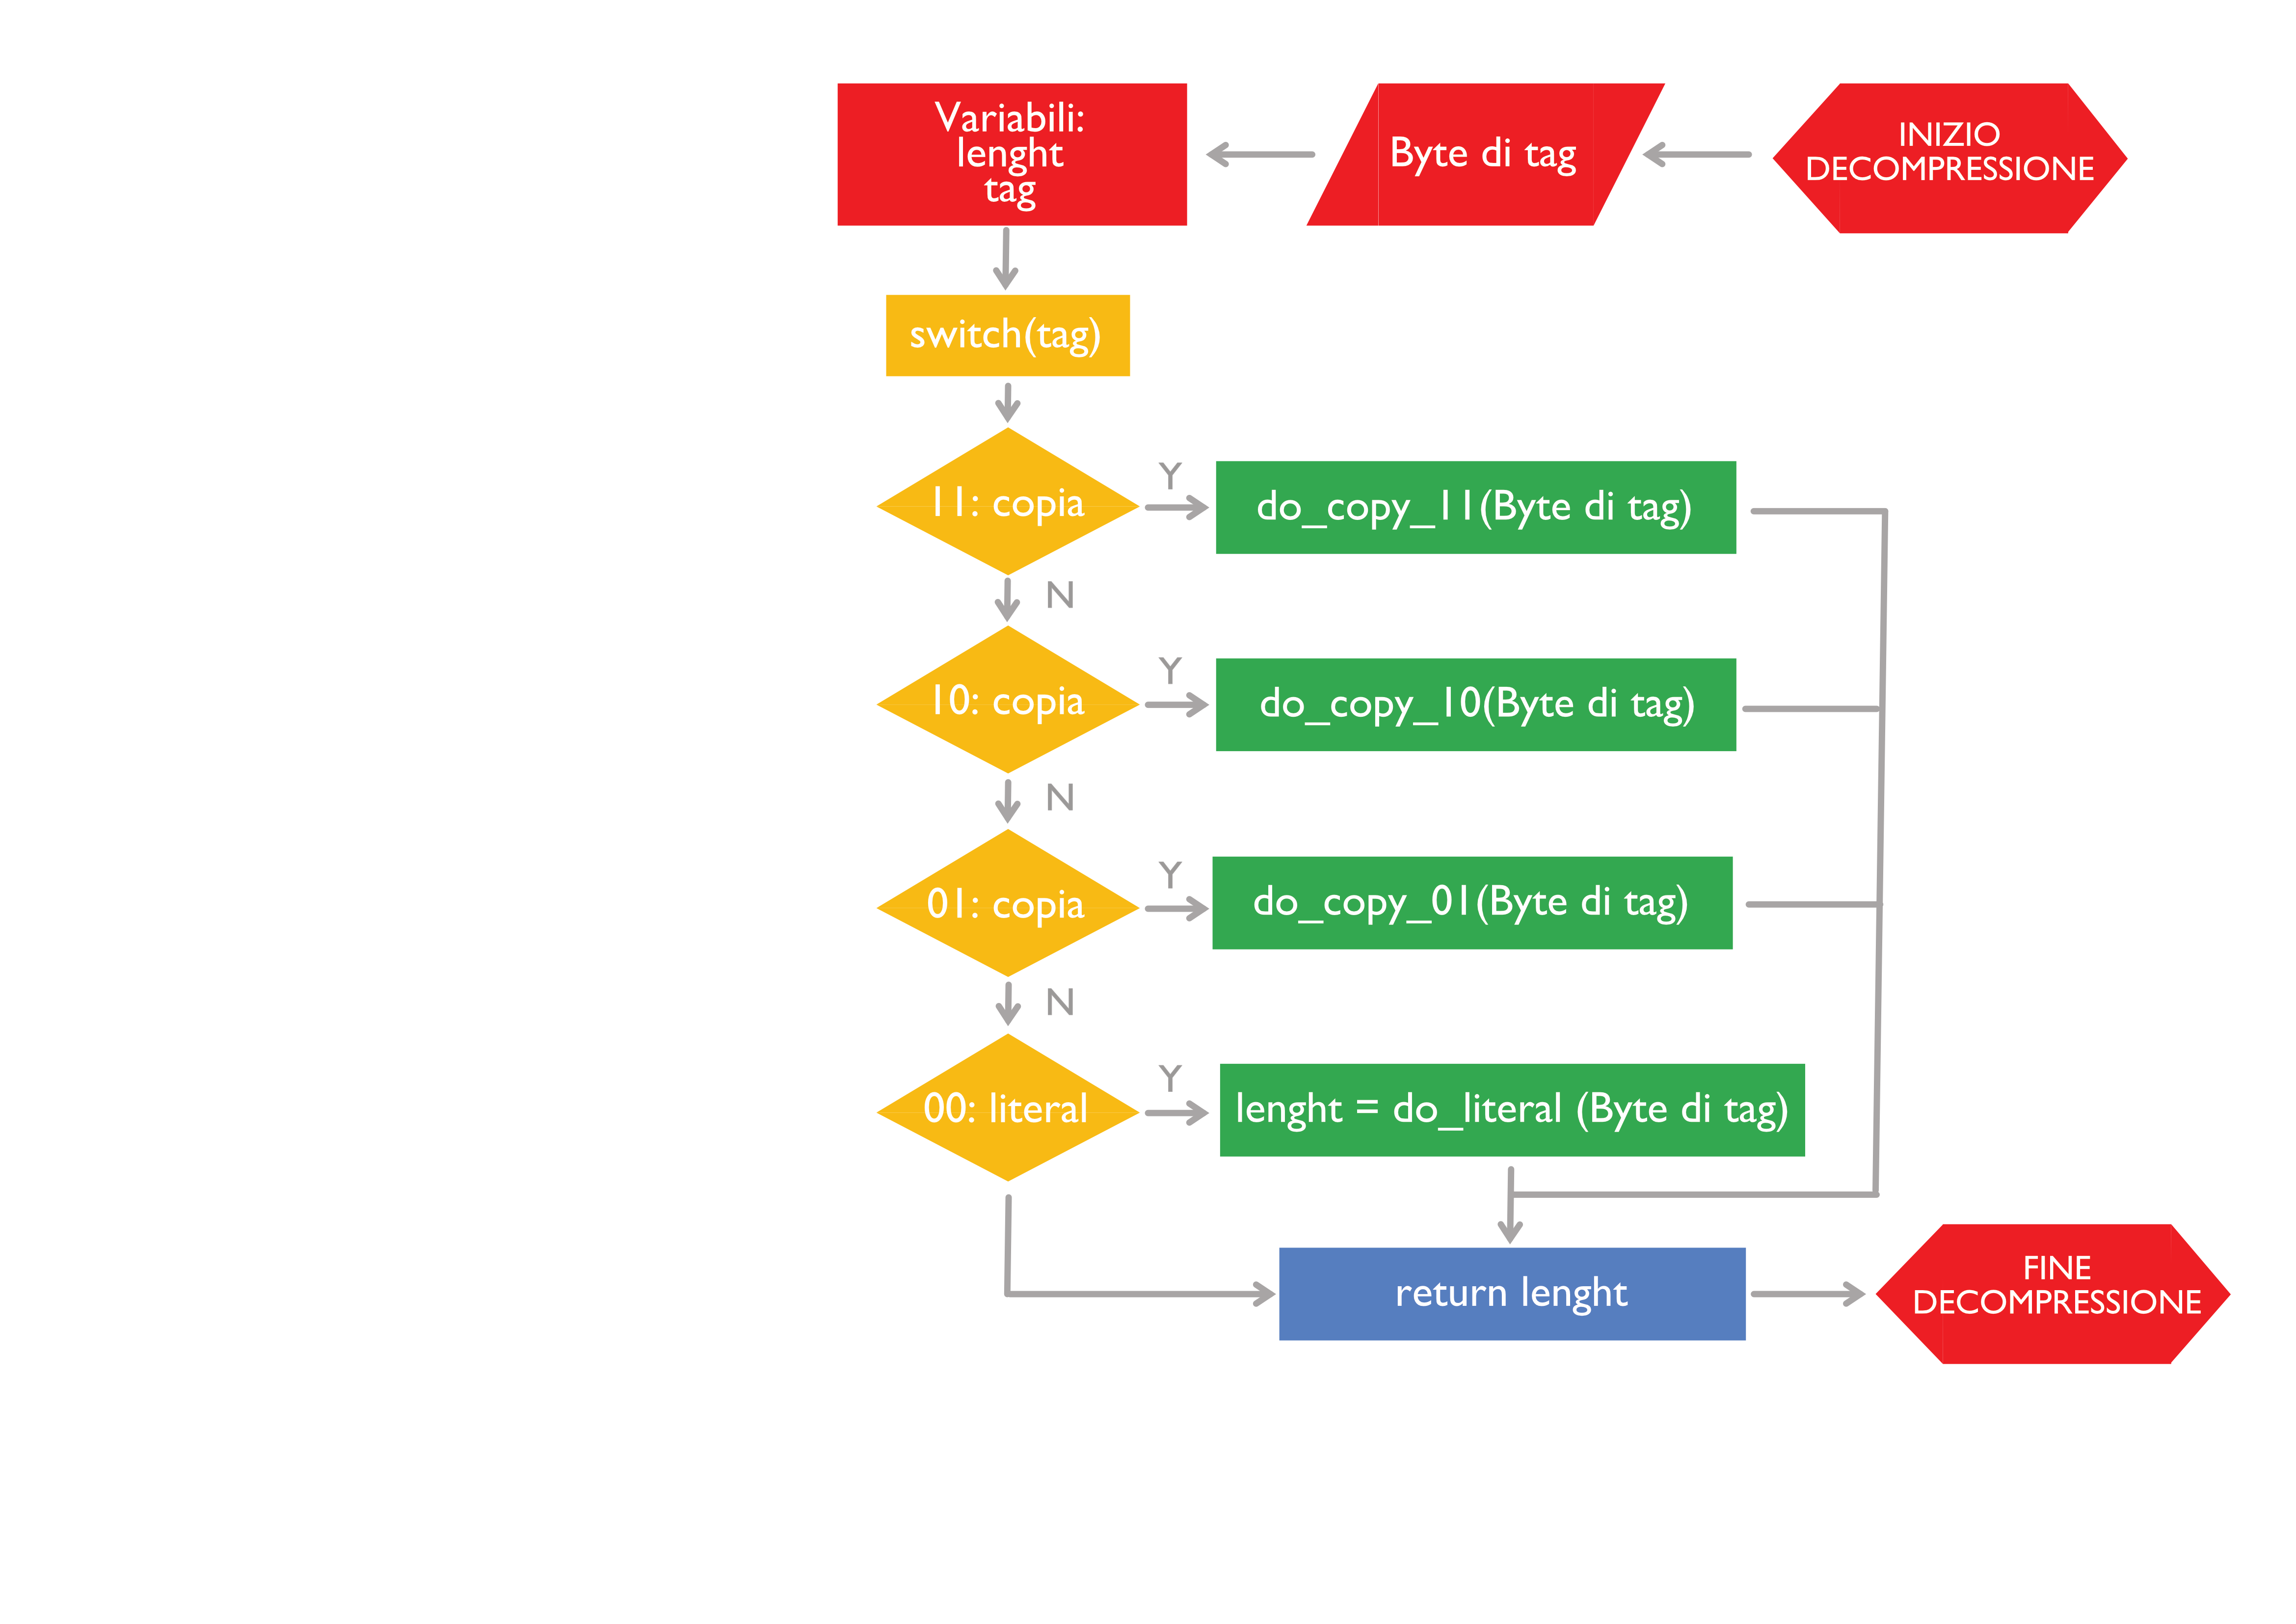 INIZIO
DECOMPRESSIONE
Byte di tag
Variabili:
lenght
tag
switch(tag)
11: copia
Y
do_copy_11(Byte di tag)
N
10: copia
Y
do_copy_10(Byte di tag)
N
01: copia
Y
do_copy_01(Byte di tag)
N
00: literal
Y
lenght = do_literal (Byte di tag)
return lenght
FINE
DECOMPRESSIONE